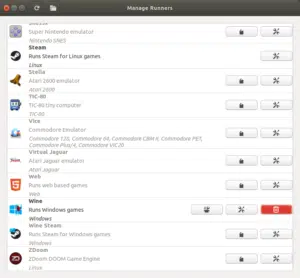 Manage Runners
Super Nintendo emulator
Nintendo SNES
Steam
Runs Steam for Linux games
Linux
Stella
Atari 2600 emulator
Atari 2600
TIC-80
TIC-80 tiny computer
TIC-80
Vice
Commodore Emulator
Commodore 128, Commodore 64, Commodore CBM II, Commodore PET,
Commodore Plus/4, Commodore VIC20
Virtual Jaguar
Atari Jaguar emulator
Atari Jaguar
Web
Runs web based games
Web
Wine
Runs Windows games
Windows
Wine Steam
Runs Steam for Windows games
Windows
ZDoom
ZDoom DOOM Game Engine
Linux